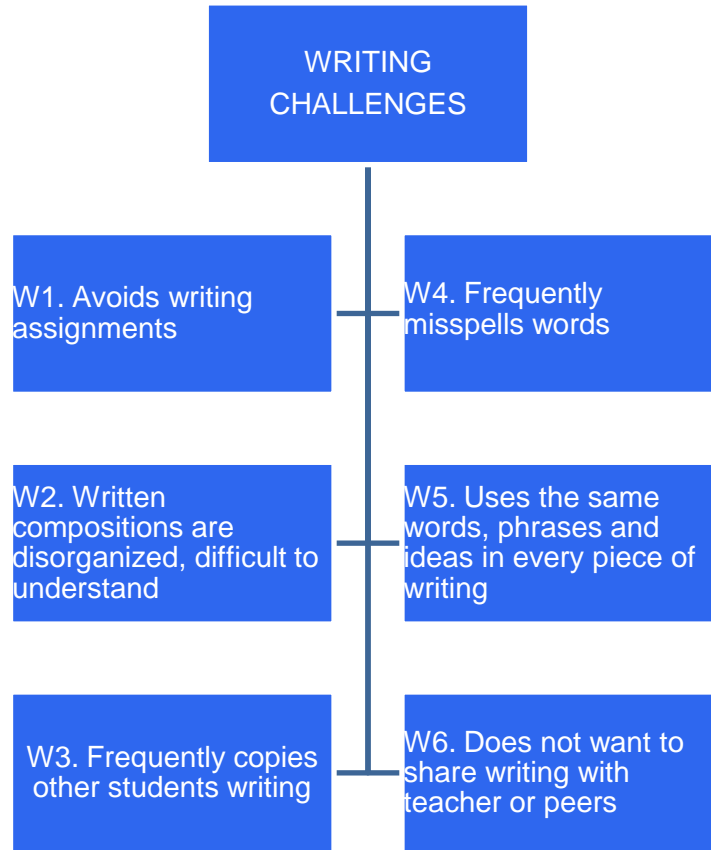 WRITING
CHALLENGES
W1. Avoids writing
assignments
W2. Written
compositions are
disorganized, difficult to
understand
W3. Frequently copies
other students writing
W4. Frequently
misspells words
W5. Uses the same
words, phrases and
ideas in every piece of
writing
W6. Does not want to
share writing with
teacher or peers